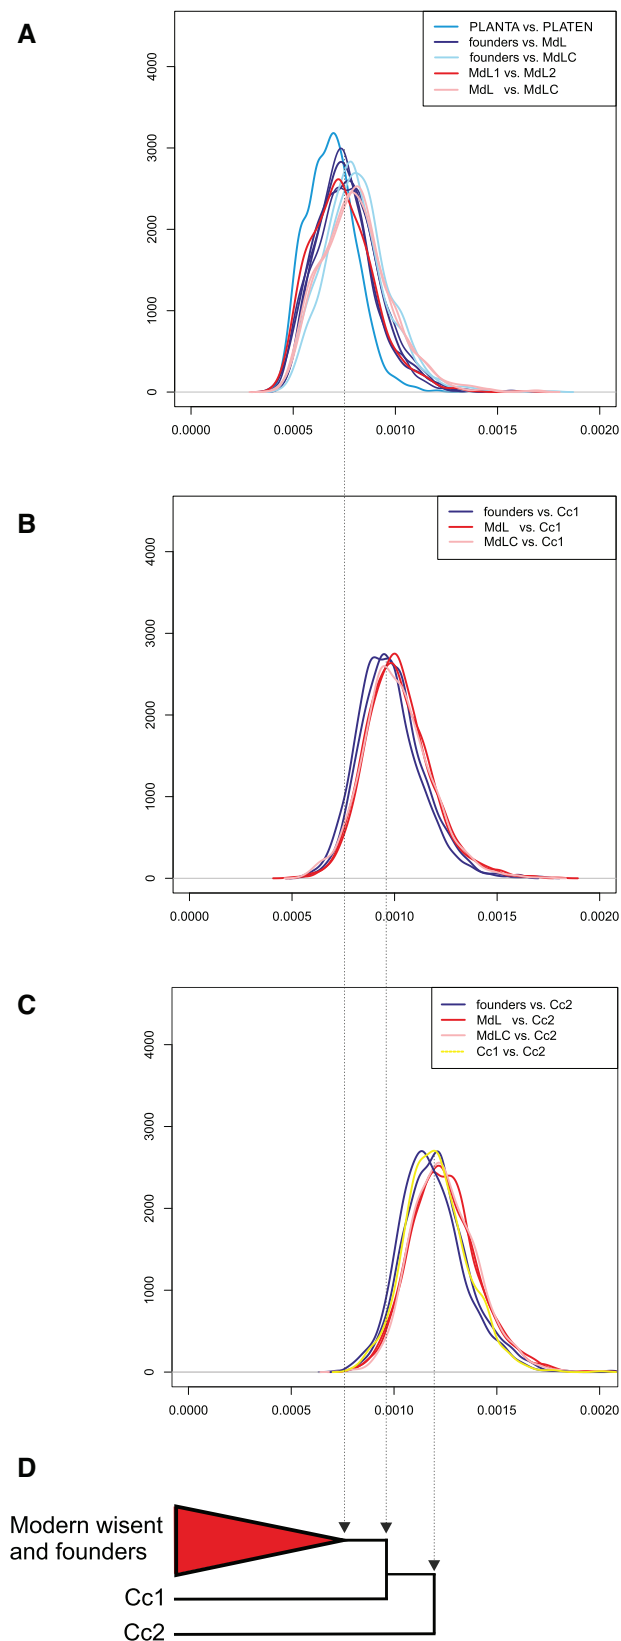 A
PLANTA vs. PLATEN
founders vs. MdL
founders vs. MdLC
MdL1 vs. MdL2
MdL vs. MdLC
4000
3000
2000
1000
0
0.0000 0.0005 0.0010 0.0015 0.0020
B
founders vs. Cc1
MdL vs. Cc1
MdLC vs. Cc1
4000
3000
2000
1000
0
0.0000 0.0005 0.0010 0.0015 0.0020
C
founders vs. Cc2
MdL vs. Cc2
MdLC vs. Cc2
Cc1 vs. Cc2
4000
3000
2000
1000
0
0.0000 0.0005 0.0010 0.0015 0.0020
D
Modern wisent
and founders
Cc1
Cc2